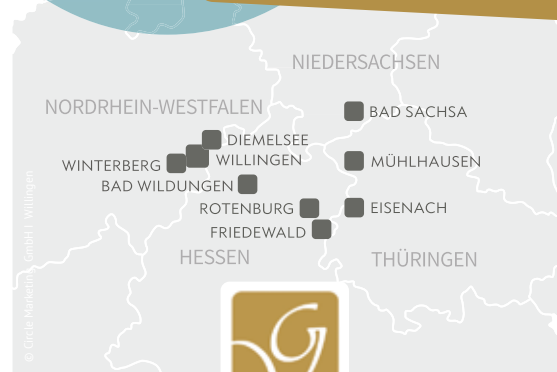 NIEDERSACHSEN
NORDRHEIN-WESTFALEN
BAD SACHSA
DIEMELSEE
WILLINGEN
WINTERBERG
MÜHLHAUSEN
BAD WILDUNGEN
ROTENBURG
EISENACH
FRIEDEWALD
HESSEN
THÜRINGEN
G
© Circle Marketing GmbH | Willingen